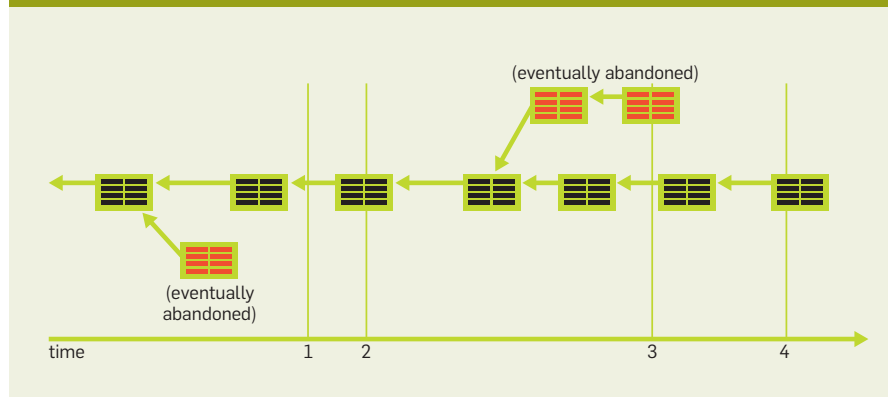 (eventually abandoned)
(eventually
abandoned)
time 1 2 3 4